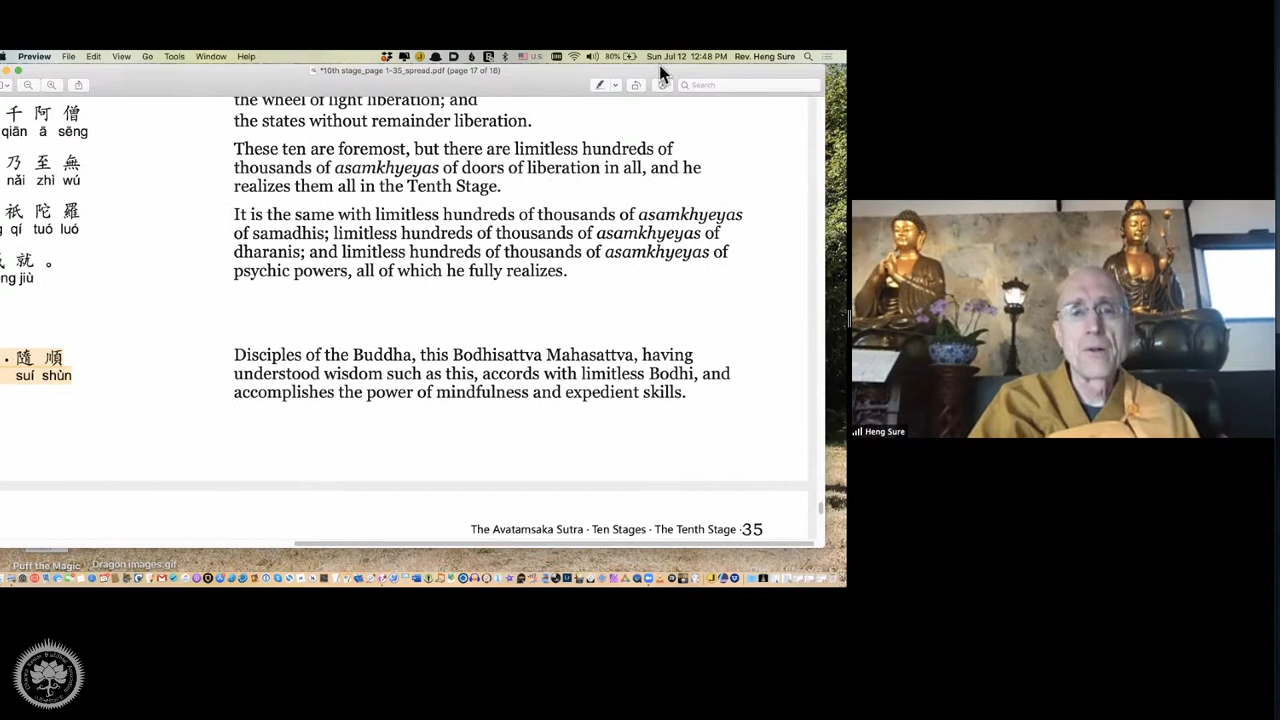 Preview File Edit View Go Tools Window Help U.S. 80% Sun Jul 12 12:48 PM Rev. Heng Sure
*10th stage_page 1-35_spread.pdf (page 17 of 18)
Search
千 阿 僧
qiān ā sēng
乃 至 無
nǎi zhì wú
祇 陀 羅
qí tuó luó
就 。
jiù
隨 順
suí shùn
the wheel of light liberation; and
the states without remainder liberation.
These ten are foremost, but there are limitless hundreds of
thousands of asamkhyeyas of doors of liberation in all, and he
realizes them all in the Tenth Stage.
It is the same with limitless hundreds of thousands of asamkhyeyas
of samadhis; limitless hundreds of thousands of asamkhyeyas of
dharanis; and limitless hundreds of thousands of asamkhyeyas of
psychic powers, all of which he fully realizes.
Disciples of the Buddha, this Bodhisattva Mahasattva, having
understood wisdom such as this, accords with limitless Bodhi, and
accomplishes the power of mindfulness and expedient skills.
The Avatamsaka Sutra · Ten Stages · The Tenth Stage ·35
Puff the Magic Dragon images.gif
Heng Sure